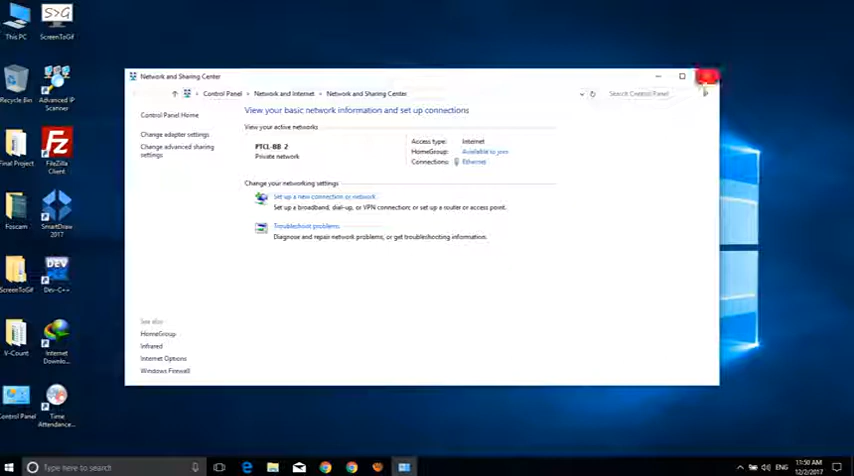 This PC
ScreenToGif
Recycle Bin
Advanced IP
Scanner
Final Project
FileZilla
Client
Foscam
SmartDraw
2017
ScreenToGif
Dev-C++
V-Count
Internet
Downlo...
Control Panel
Time
Attendance...
Network and Sharing Center
Control Panel › Network and Internet › Network and Sharing Center
Search Control Panel
Control Panel Home
Change adapter settings
Change advanced sharing
settings
View your basic network information and set up connections
View your active networks
PTCL-BB 2
Private network
Access type: Internet
HomeGroup: Available to join
Connections: Ethernet
Change your networking settings
Set up a new connection or network
Set up a broadband, dial-up, or VPN connection; or set up a router or access point.
Troubleshoot problems
Diagnose and repair network problems, or get troubleshooting information.
See also
HomeGroup
Infrared
Internet Options
Windows Firewall
Type here to search
ENG
11:50 AM
12/2/2017